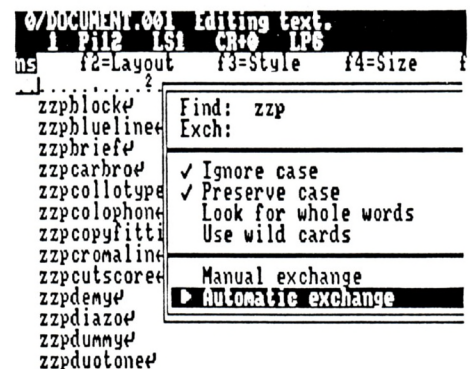 0/DOCUMENT.001 Editing text.
1 Pi12 LS1 CR+0 LP6
ns f2=Layout f3=Style f4=Size f
2
zzpblock↵
zzpblueline↵
zzpbrief↵
zzpcarbro↵
zzpcollotype
zzpcolophon↵
zzpcopyfitti
zzpcromalin↵
zzpcutscore↵
zzpdemy↵
zzpdiazo↵
zzpdummy↵
zzpduotone↵
Find: zzp
Exch:
✓ Ignore case
✓ Preserve case
Look for whole words
Use wild cards
Manual exchange
▶ Automatic exchange